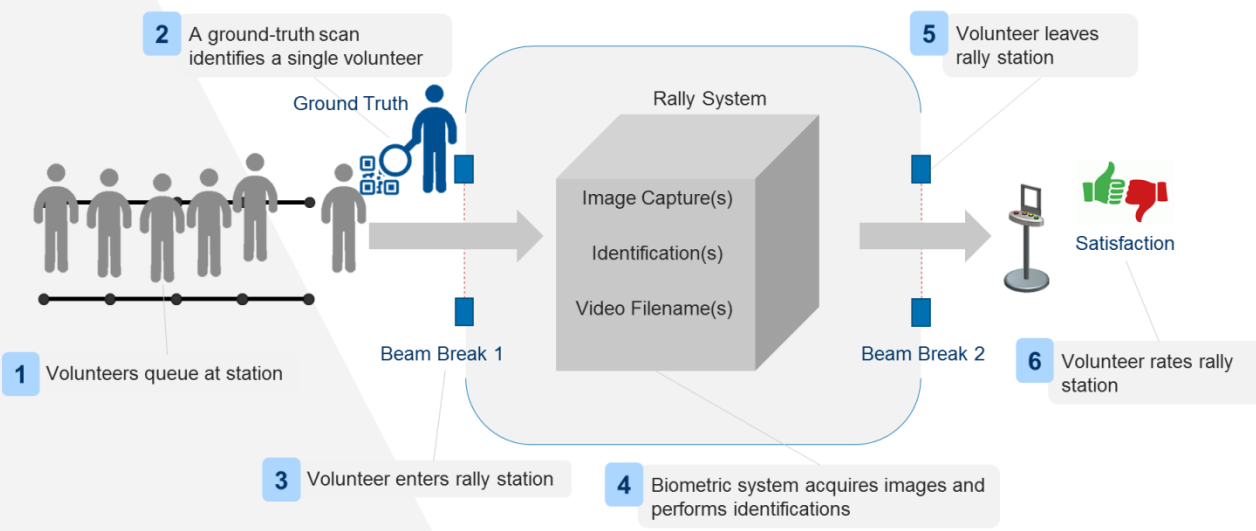 2
A ground-truth scan
identifies a single volunteer
5
Volunteer leaves
rally station
Ground Truth
Rally System
Image Capture(s)
Identification(s)
Video Filename(s)
Satisfaction
Beam Break 1
Beam Break 2
1
Volunteers queue at station
6
Volunteer rates rally
station
3
Volunteer enters rally station
4
Biometric system acquires images and
performs identifications